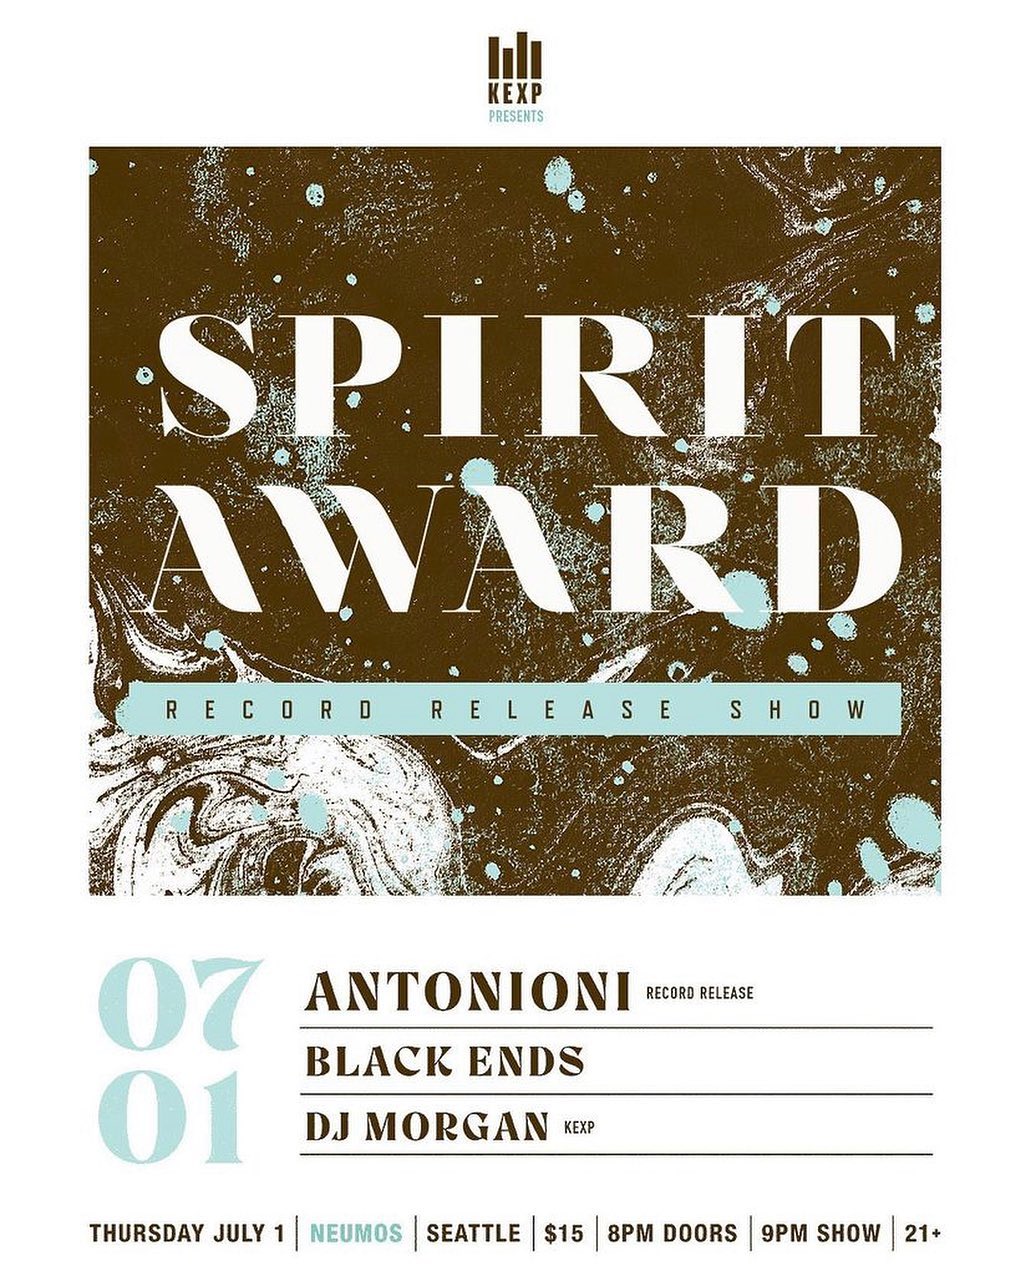 KEXP
PRESENTS
SPIRIT
AWARD
RECORD RELEASE SHOW
07
01
ANTONIONI RECORD RELEASE
BLACK ENDS
DJ MORGAN KEXP
THURSDAY JULY 1 | NEUMOS | SEATTLE | $15 | 8PM DOORS | 9PM SHOW | 21+